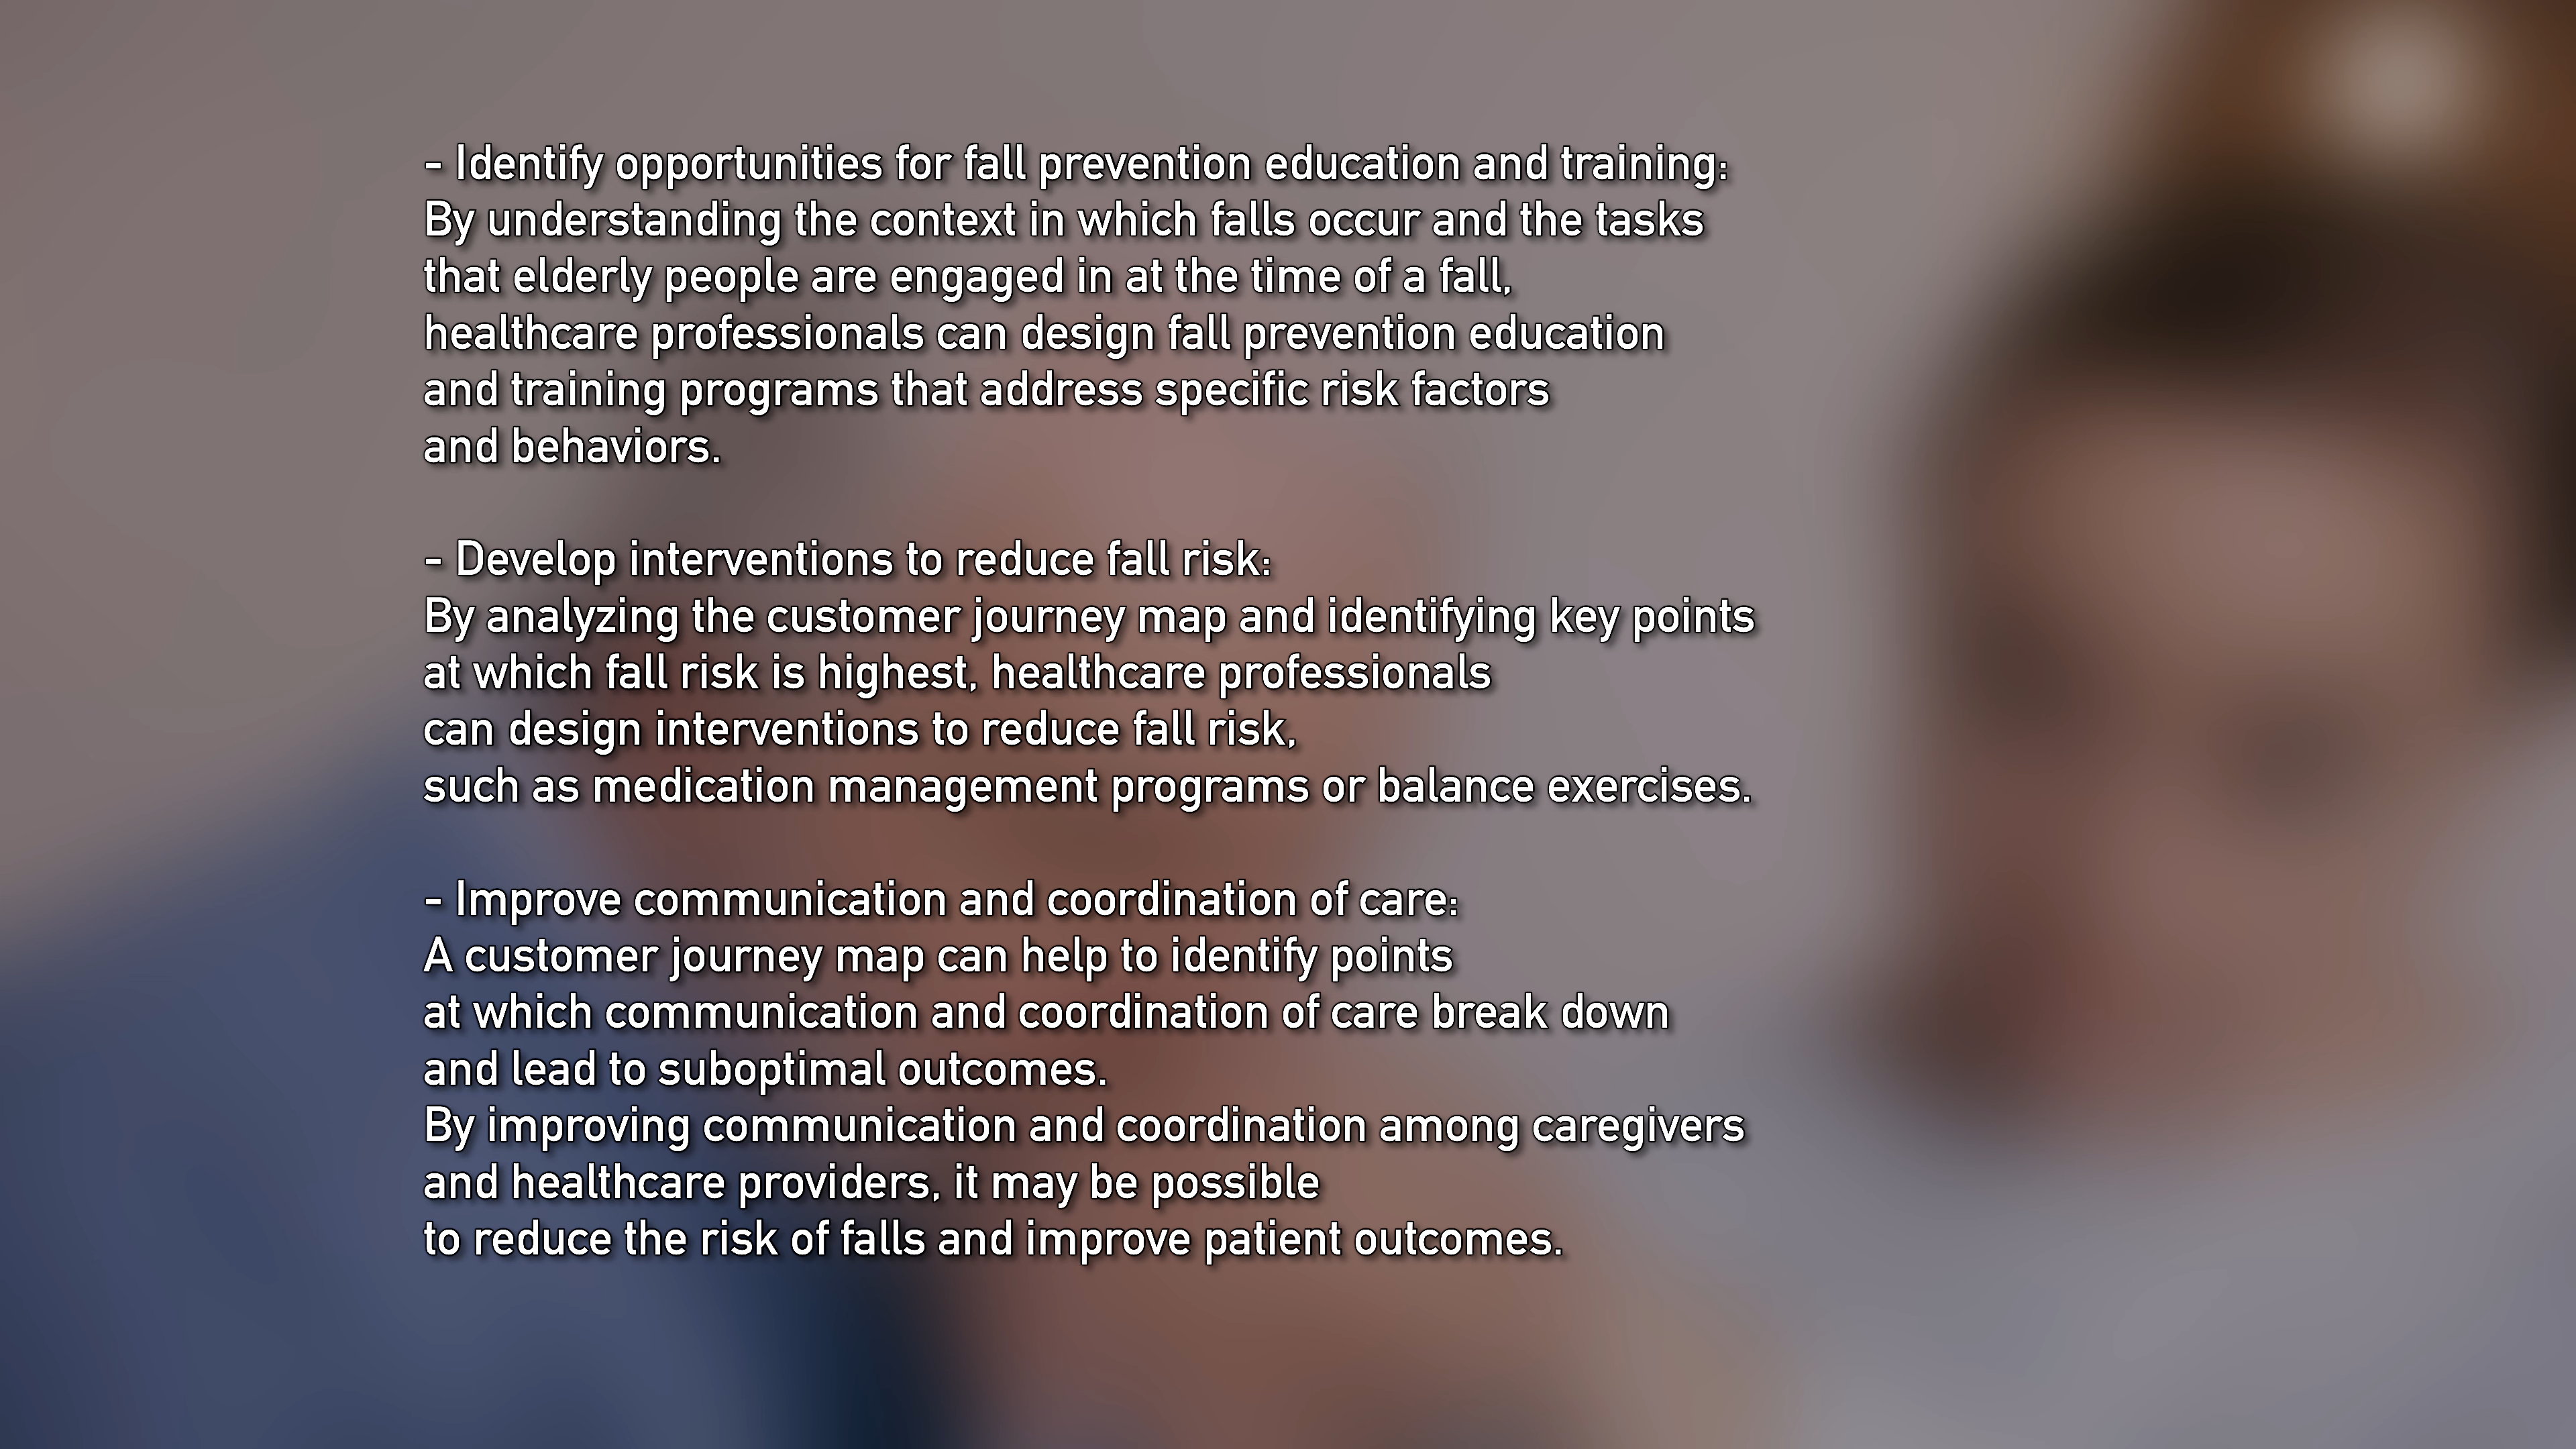 - Identify opportunities for fall prevention education and training:
By understanding the context in which falls occur and the tasks
that elderly people are engaged in at the time of a fall,
healthcare professionals can design fall prevention education
and training programs that address specific risk factors
and behaviors.
- Develop interventions to reduce fall risk:
By analyzing the customer journey map and identifying key points
at which fall risk is highest, healthcare professionals
can design interventions to reduce fall risk,
such as medication management programs or balance exercises.
- Improve communication and coordination of care:
A customer journey map can help to identify points
at which communication and coordination of care break down
and lead to suboptimal outcomes.
By improving communication and coordination among caregivers
and healthcare providers, it may be possible
to reduce the risk of falls and improve patient outcomes.